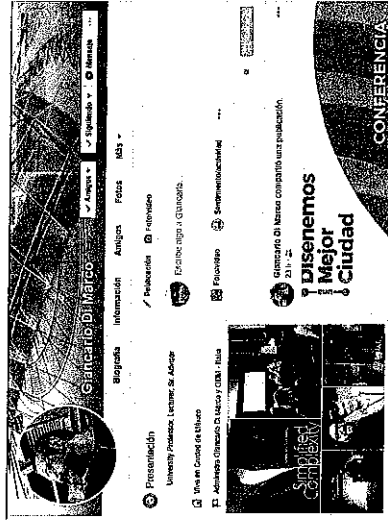 Giancarlo Di Marco
✓ Amigos ▾
✓ Siguiendo ▾
Mensaje
...
Biografía
Información
Amigos
Fotos
Más ▾
Presentación
University Professor, Lecturer, Sr. Advisor
Vive en Ciudad de México
Administra Giancarlo Di Marco y
- Italia
Publicación
Foto/video
Escribe algo a Giancarlo...
Foto/video
Sentimiento/actividad
...
Giancarlo Di Marco compartió una publicación.
...
Simplified
Complexity
Diseñemos
Mejor
Ciudad
CONFERENCIA